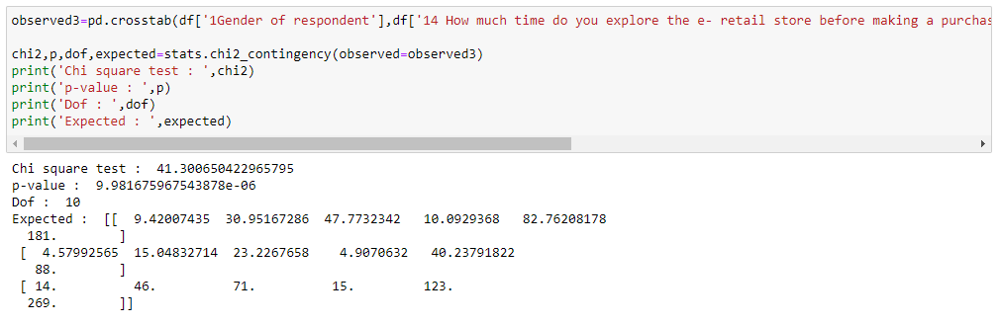 observed3=pd.crosstab(df['1Gender of respondent'],df['14 How much time do you explore the e- retail store before making a purchas
chi2,p,dof,expected=stats.chi2_contingency(observed=observed3)
print('Chi square test : ',chi2)
print('p-value : ',p)
print('Dof : ',dof)
print('Expected : ',expected)
Chi square test :  41.300650422965795
p-value :  9.981675967543878e-06
Dof :  10
Expected :  [[  9.42007435  30.95167286  47.7732342   10.0929368   82.76208178
  181.        ]
 [  4.57992565  15.04832714  23.2267658    4.9070632   40.23791822
   88.        ]
 [ 14.          46.          71.          15.         123.
  269.        ]]